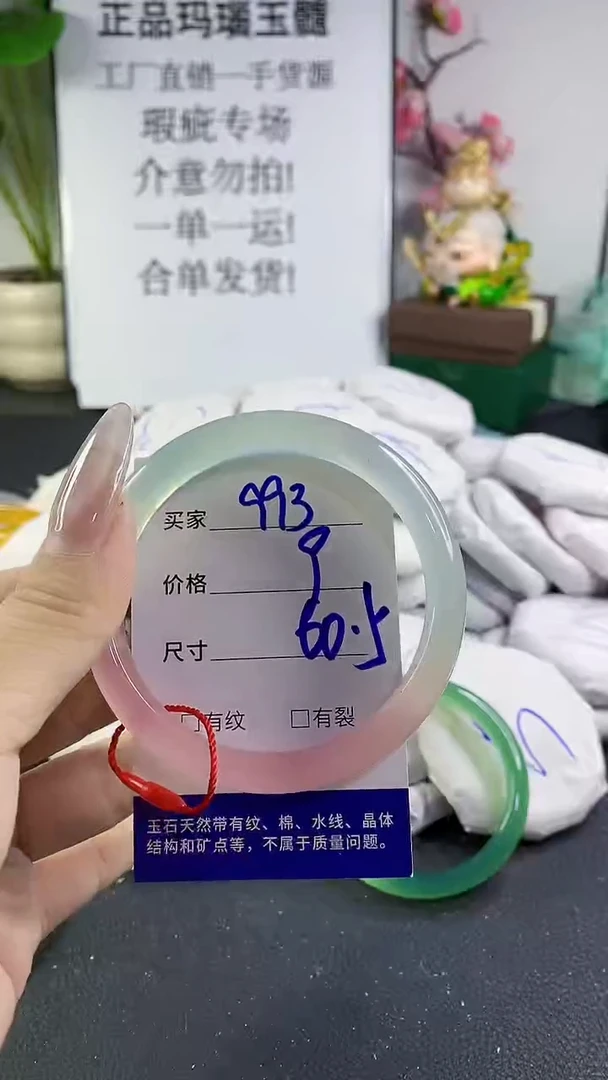 正品玛瑙玉髓
工厂直销一手货源
瑕疵专场
介意勿拍!
一单一运!
合单发货!
买家 993
价格 9
尺寸 60.5
□有纹 □有裂
玉石天然带有纹、棉、水线、晶体
结构和矿点等，不属于质量问题。